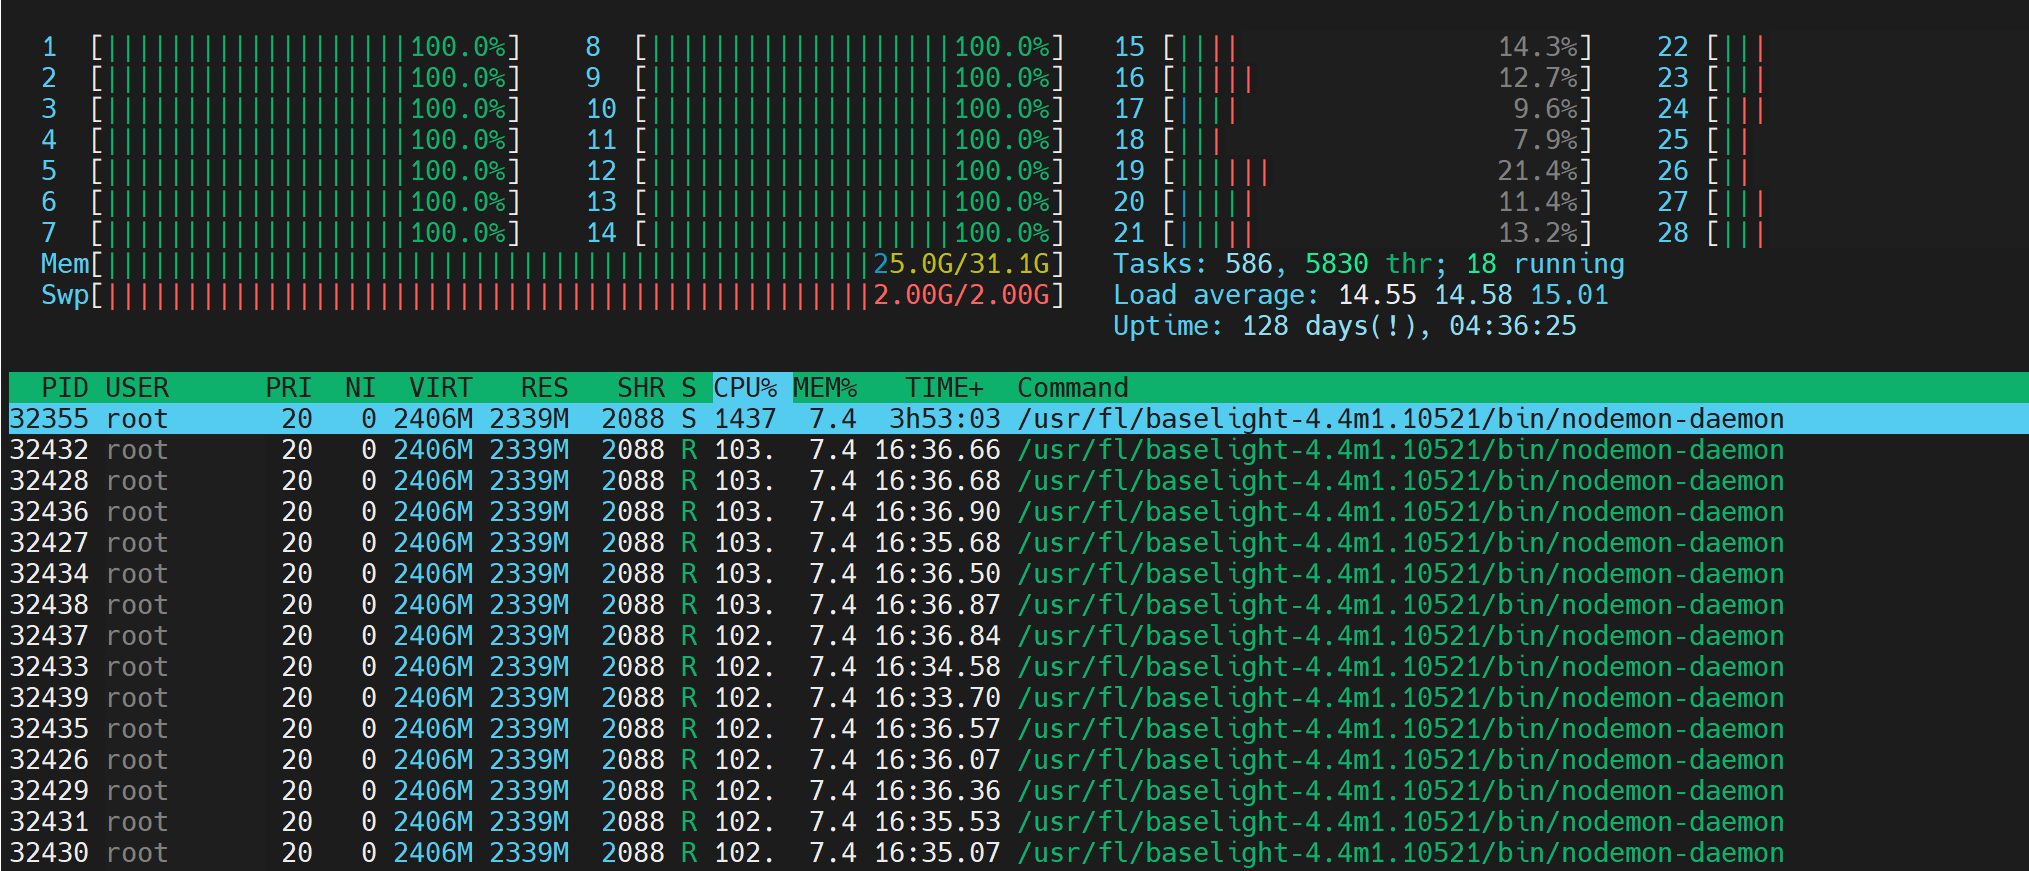 1 [||||||||||||||||||100.0%] 8 [||||||||||||||||||100.0%] 15 [|||| 14.3%] 22 [|||
2 [||||||||||||||||||100.0%] 9 [||||||||||||||||||100.0%] 16 [||||| 12.7%] 23 [|||
3 [||||||||||||||||||100.0%] 10 [||||||||||||||||||100.0%] 17 [|||| 9.6%] 24 [|||
4 [||||||||||||||||||100.0%] 11 [||||||||||||||||||100.0%] 18 [||| 7.9%] 25 [||
5 [||||||||||||||||||100.0%] 12 [||||||||||||||||||100.0%] 19 [|||||| 21.4%] 26 [||
6 [||||||||||||||||||100.0%] 13 [||||||||||||||||||100.0%] 20 [||||| 11.4%] 27 [|||
7 [||||||||||||||||||100.0%] 14 [||||||||||||||||||100.0%] 21 [||||| 13.2%] 28 [|||
Mem[||||||||||||||||||||||||||||||||||||||||||||||||25.0G/31.1G] Tasks: 586, 5830 thr; 18 running
Swp[||||||||||||||||||||||||||||||||||||||||||||||||2.00G/2.00G] Load average: 14.55 14.58 15.01
Uptime: 128 days(!), 04:36:25
PID USER PRI NI VIRT RES SHR S CPU% MEM% TIME+ Command
32355 root 20 0 2406M 2339M 2088 S 1437 7.4 3h53:03 /usr/fl/baselight-4.4m1.10521/bin/nodemon-daemon
32432 root 20 0 2406M 2339M 2088 R 103. 7.4 16:36.66 /usr/fl/baselight-4.4m1.10521/bin/nodemon-daemon
32428 root 20 0 2406M 2339M 2088 R 103. 7.4 16:36.68 /usr/fl/baselight-4.4m1.10521/bin/nodemon-daemon
32436 root 20 0 2406M 2339M 2088 R 103. 7.4 16:36.90 /usr/fl/baselight-4.4m1.10521/bin/nodemon-daemon
32427 root 20 0 2406M 2339M 2088 R 103. 7.4 16:35.68 /usr/fl/baselight-4.4m1.10521/bin/nodemon-daemon
32434 root 20 0 2406M 2339M 2088 R 103. 7.4 16:36.50 /usr/fl/baselight-4.4m1.10521/bin/nodemon-daemon
32438 root 20 0 2406M 2339M 2088 R 103. 7.4 16:36.87 /usr/fl/baselight-4.4m1.10521/bin/nodemon-daemon
32437 root 20 0 2406M 2339M 2088 R 102. 7.4 16:36.84 /usr/fl/baselight-4.4m1.10521/bin/nodemon-daemon
32433 root 20 0 2406M 2339M 2088 R 102. 7.4 16:34.58 /usr/fl/baselight-4.4m1.10521/bin/nodemon-daemon
32439 root 20 0 2406M 2339M 2088 R 102. 7.4 16:33.70 /usr/fl/baselight-4.4m1.10521/bin/nodemon-daemon
32435 root 20 0 2406M 2339M 2088 R 102. 7.4 16:36.57 /usr/fl/baselight-4.4m1.10521/bin/nodemon-daemon
32426 root 20 0 2406M 2339M 2088 R 102. 7.4 16:36.07 /usr/fl/baselight-4.4m1.10521/bin/nodemon-daemon
32429 root 20 0 2406M 2339M 2088 R 102. 7.4 16:36.36 /usr/fl/baselight-4.4m1.10521/bin/nodemon-daemon
32431 root 20 0 2406M 2339M 2088 R 102. 7.4 16:35.53 /usr/fl/baselight-4.4m1.10521/bin/nodemon-daemon
32430 root 20 0 2406M 2339M 2088 R 102. 7.4 16:35.07 /usr/fl/baselight-4.4m1.10521/bin/nodemon-daemon